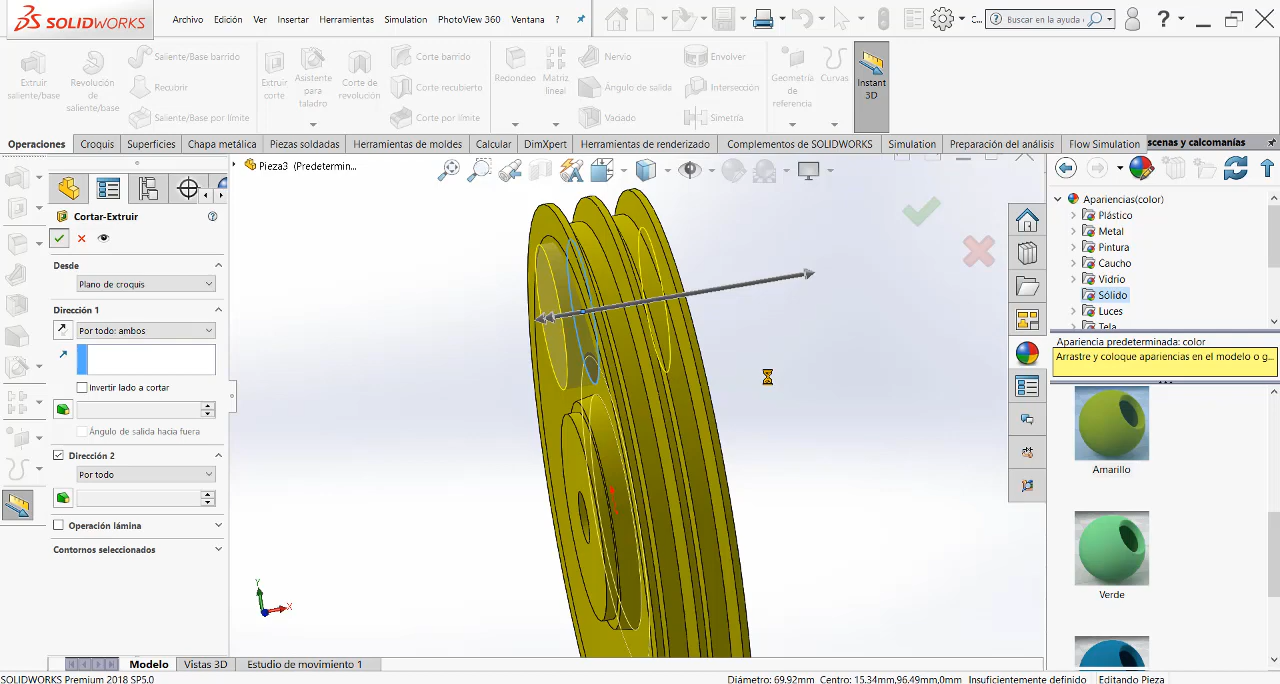 SOLIDWORKS
Archivo Edición Ver Insertar Herramientas Simulation PhotoView 360 Ventana ?
C... Buscar en la ayuda ?
Extruir saliente/base
Revolución de saliente/base
Saliente/Base barrido
Recubrir
Saliente/Base por límite
Extruir corte
Asistente para taladro
Corte de revolución
Corte barrido
Corte recubierto
Corte por límite
Redondeo
Matriz lineal
Nervio
Ángulo de salida
Vaciado
Envolver
Intersección
Simetría
Geometría de referencia
Curvas
Instant 3D
Operaciones Croquis Superficies Chapa metálica Piezas soldadas Herramientas de moldes Calcular DimXpert Herramientas de renderizado Complementos de SOLIDWORKS Simulation Preparación del análisis Flow Simulation scenas y calcomanías
Pieza3 (Predetermin...
Cortar-Extruir
Desde
Plano de croquis
Dirección 1
Por todo: ambos
Invertir lado a cortar
Ángulo de salida hacia fuera
Dirección 2
Por todo
Operación lámina
Contornos seleccionados
Y
X
Apariencias(color)
Plástico
Metal
Pintura
Caucho
Vidrio
Sólido
Luces
Tela
Apariencia predeterminada: color
Arrastre y coloque apariencias en el modelo o g...
Amarillo
Verde
Modelo Vistas 3D Estudio de movimiento 1
SOLIDWORKS Premium 2018 SP5.0 Diámetro: 69.92mm Centro: 15.34mm,96.49mm,0mm Insuficientemente definido Editando Pieza